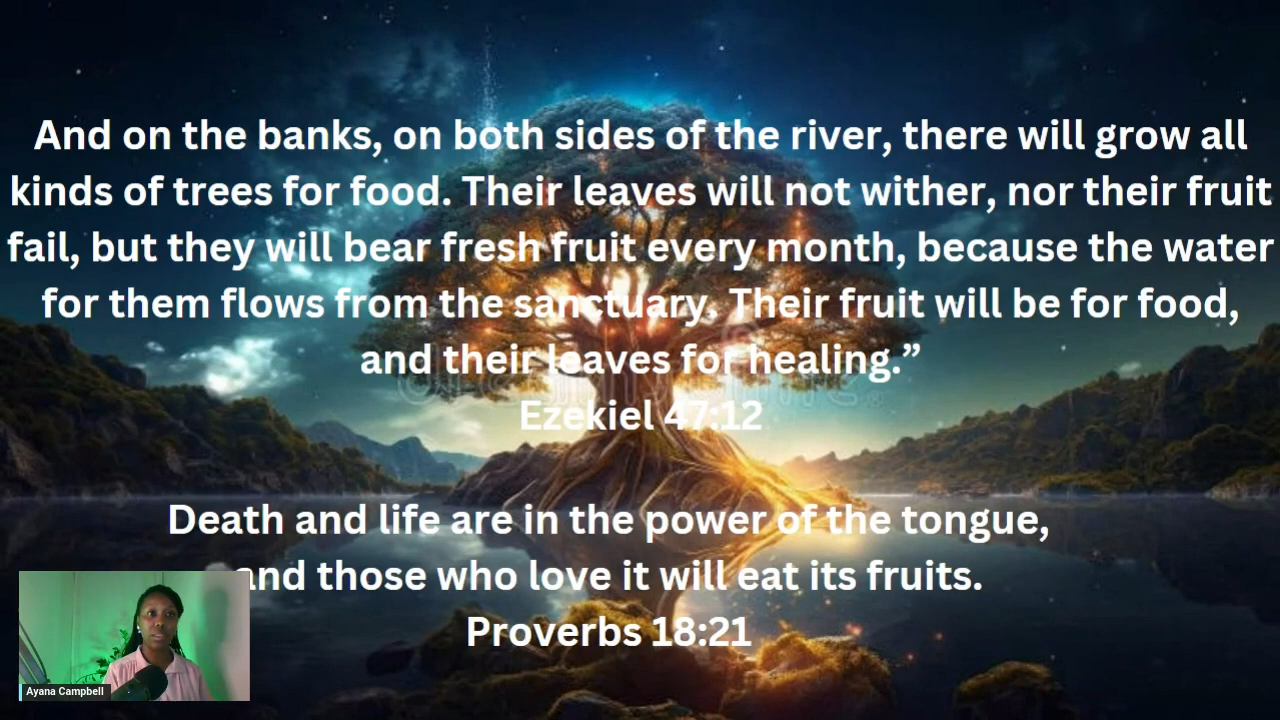 And on the banks, on both sides of the river, there will grow all
kinds of trees for food. Their leaves will not wither, nor their fruit
fail, but they will bear fresh fruit every month, because the water
for them flows from the sanctuary. Their fruit will be for food,
and their leaves for healing.”
Ezekiel 47:12
Death and life are in the power of the tongue,
and those who love it will eat its fruits.
Proverbs 18:21
Ayana Campbell